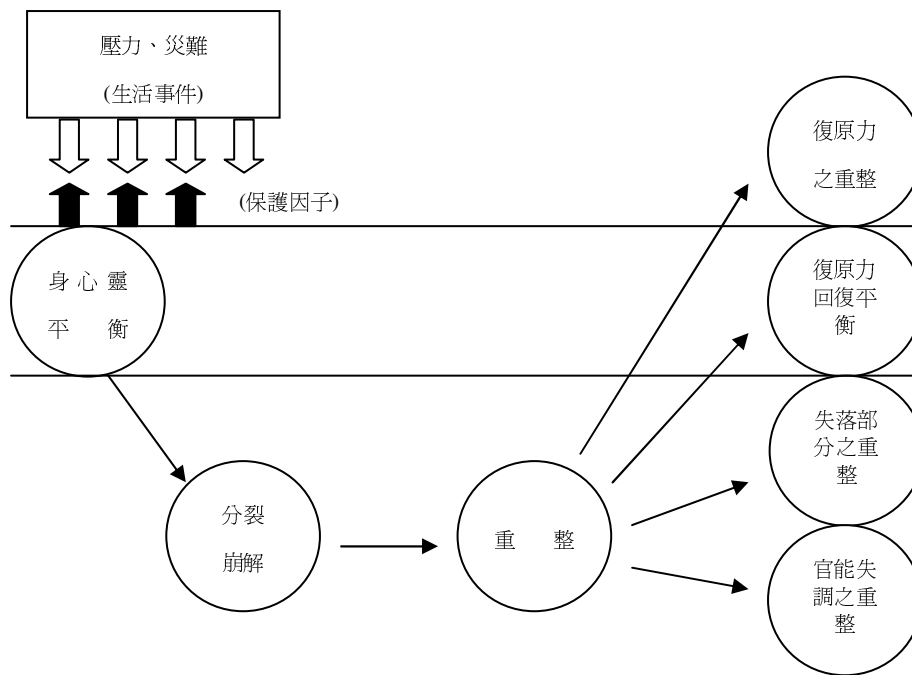 壓力、災難
(生活事件)
(保護因子)
身心靈
平 衡
分裂
崩解
重 整
復原力
之重整
復原力
回復平
衡
失落部
分之重
整
官能失
調之重
整